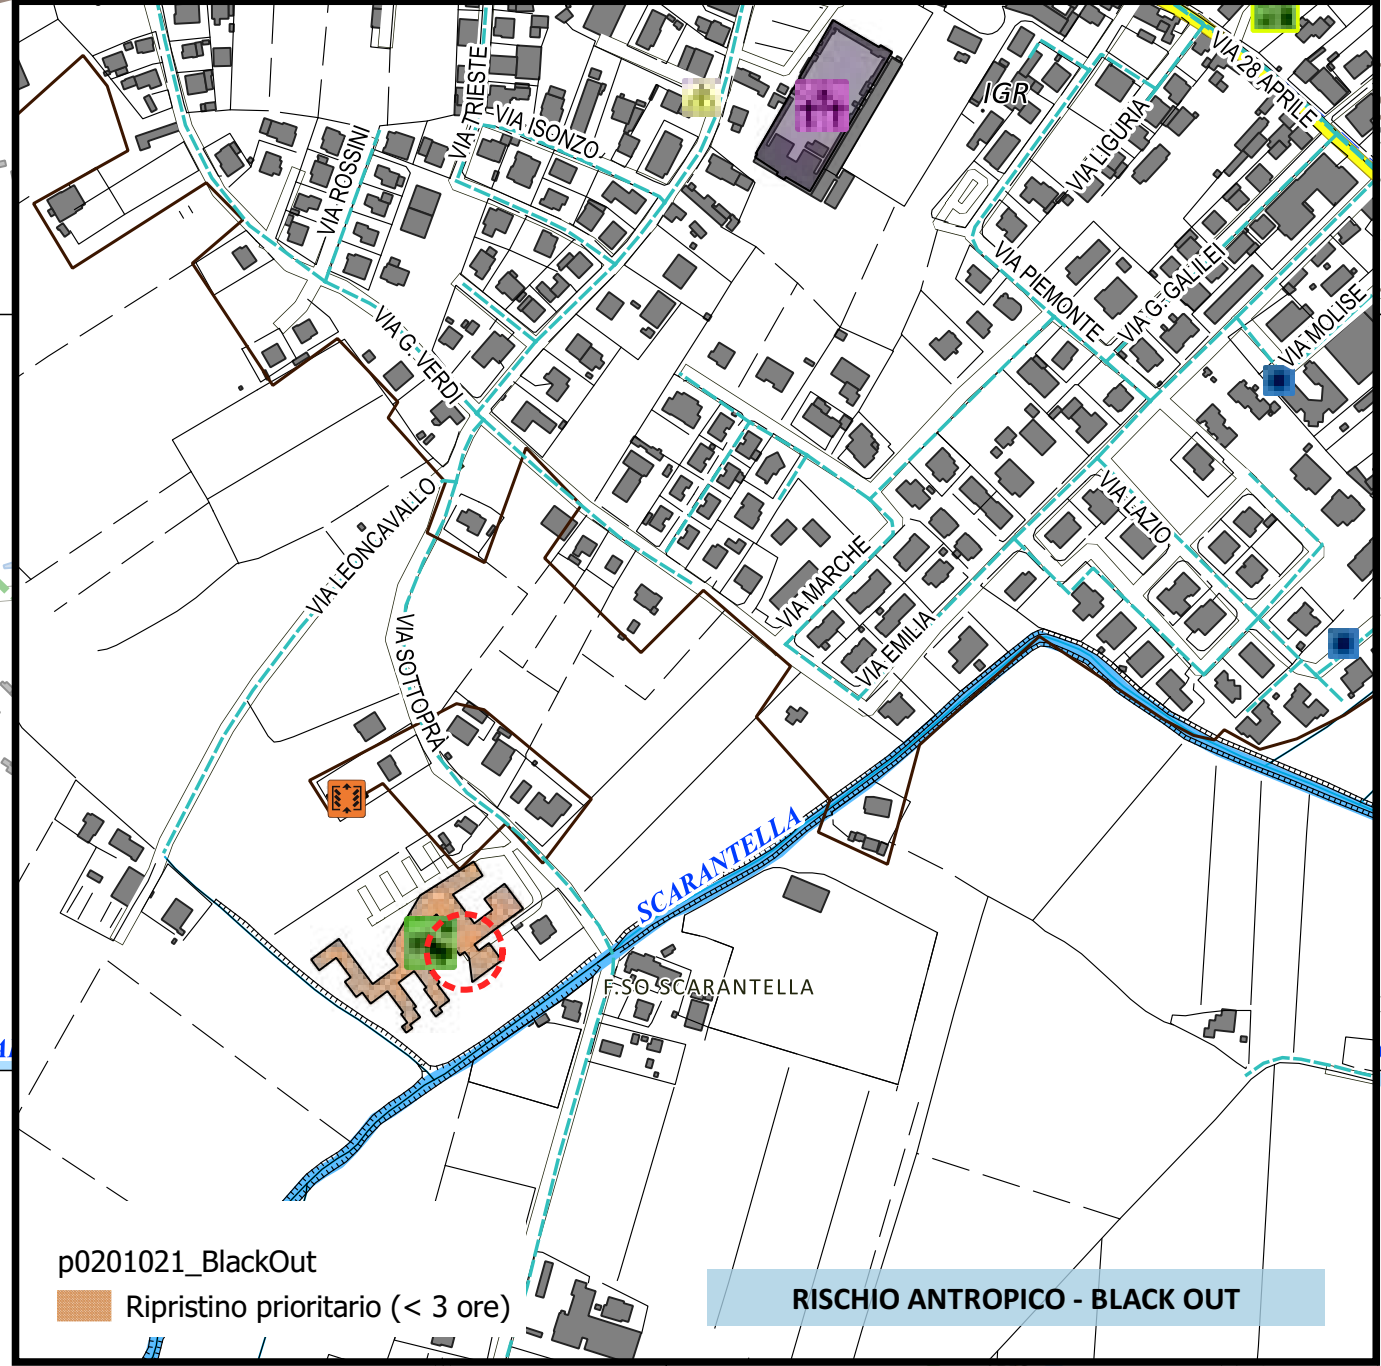 VIA 28 APRILE
VIA TRIESTE
IGR
VIA ISONZO
VIA LIGURIA
VIA ROSSINI
VIA G. GALILEI
VIA PIEMONTE
VIA MOLISE
VIA G. VERDI
VIA LAZIO
VIA LEONCAVALLO
VIA MARCHE
VIA EMILIA
VIA SOTTOPRÀ
SCARANTELLA
F.SO SCARANTELLA
p0201021_BlackOut
Ripristino prioritario (< 3 ore)
RISCHIO ANTROPICO - BLACK OUT